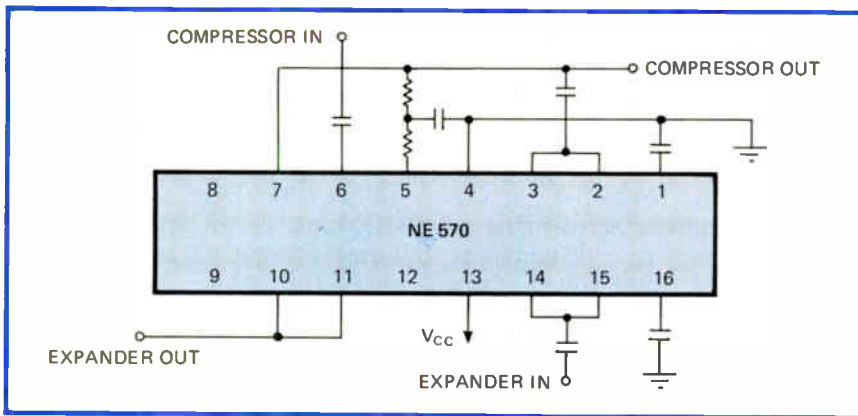 COMPRESSOR IN
COMPRESSOR OUT
8 7 6 5 4 3 2 1
NE 570
9 10 11 12 13 14 15 16
V_CC
EXPANDER OUT
EXPANDER IN